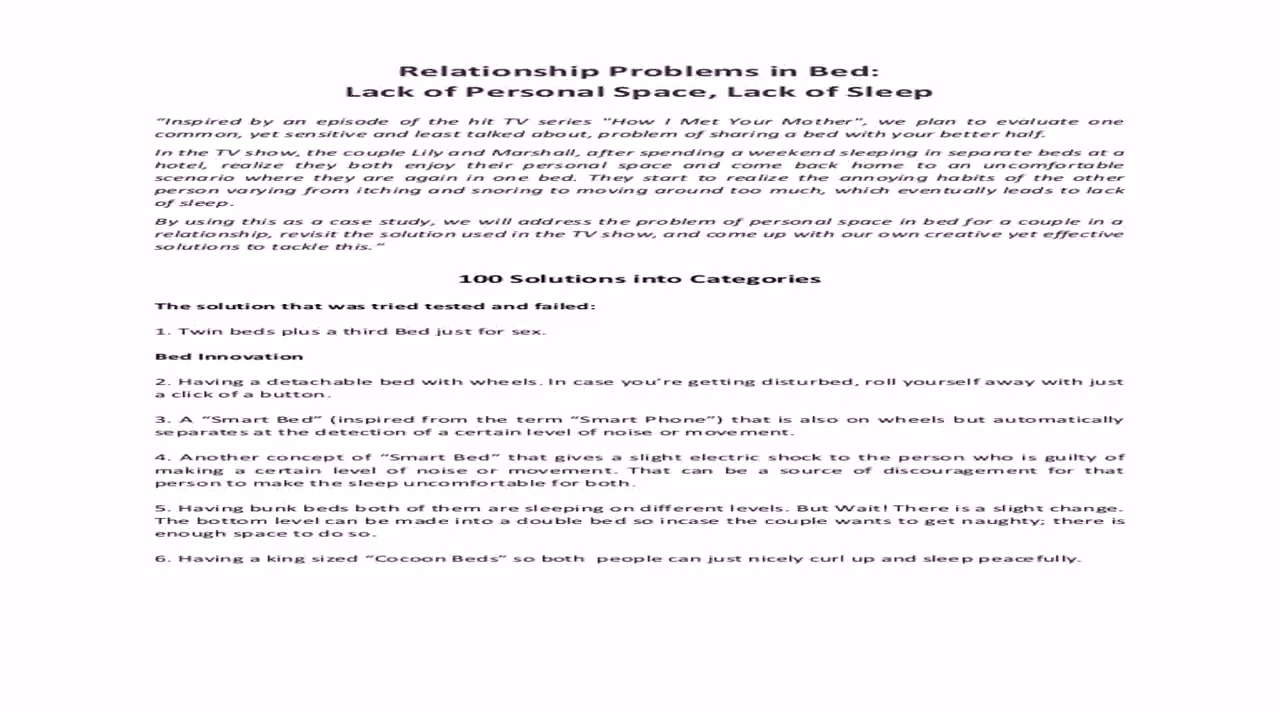 Relationship Problems in Bed:
Lack of Personal Space, Lack of Sleep
“Inspired by an episode of the hit TV series "How I Met Your Mother”, we plan to evaluate one
common, yet sensitive and least talked about, problem of sharing a bed with your better half.
In the TV show, the couple Lily and Marshall, after spending a weekend sleeping in separate beds at a
hotel, realize they both enjoy their personal space and come back home to an uncomfortable
scenario where they are again in one bed. They start to realize the annoying habits of the other
person varying from itching and snoring to moving around too much, which eventually leads to lack
of sleep.
By using this as a case study, we will address the problem of personal space in bed for a couple in a
relationship, revisit the solution used in the TV show, and come up with our own creative yet effective
solutions to tackle this.“
100 Solutions into Categories
The solution that was tried tested and failed:
1. Twin beds plus a third Bed just for sex.
Bed Innovation
2. Having a detachable bed with wheels. In case you’re getting disturbed, roll yourself away with just
a click of a button.
3. A “Smart Bed” (inspired from the term “Smart Phone”) that is also on wheels but automatically
separates at the detection of a certain level of noise or movement.
4. Another concept of “Smart Bed” that gives a slight electric shock to the person who is guilty of
making a certain level of noise or movement. That can be a source of discouragement for that
person to make the sleep uncomfortable for both.
5. Having bunk beds both of them are sleeping on different levels. But Wait! There is a slight change.
The bottom level can be made into a double bed so incase the couple wants to get naughty; there is
enough space to do so.
6. Having a king sized “Cocoon Beds” so both people can just nicely curl up and sleep peacefully.